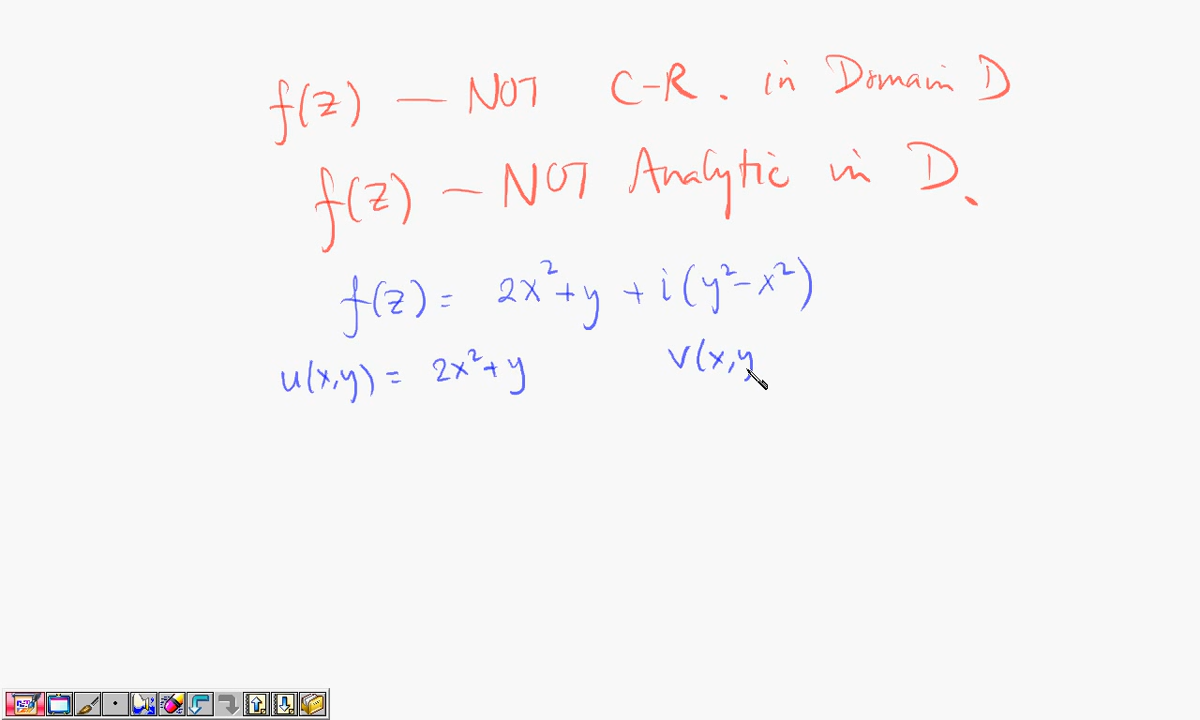 f(z) — NOT C-R. in Domain D
f(z) — NOT Analytic in D.
f(z) = 2x² + y + i(y² - x²)
u(x,y) = 2x² + y v(x,y